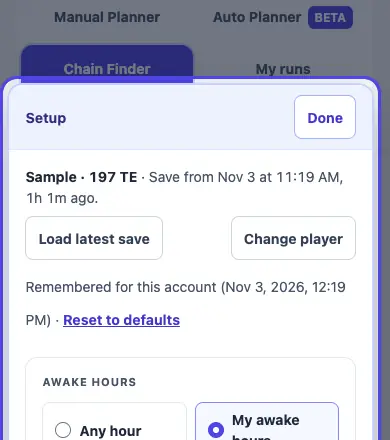 Manual Planner
Auto Planner BETA
Chain Finder
My runs
Setup
Done
Sample · 197 TE · Save from Nov 3 at 11:19 AM,
1h 1m ago.
Load latest save
Change player
Remembered for this account (Nov 3, 2026, 12:19
PM) · Reset to defaults
AWAKE HOURS
Any hour
My awake
hours